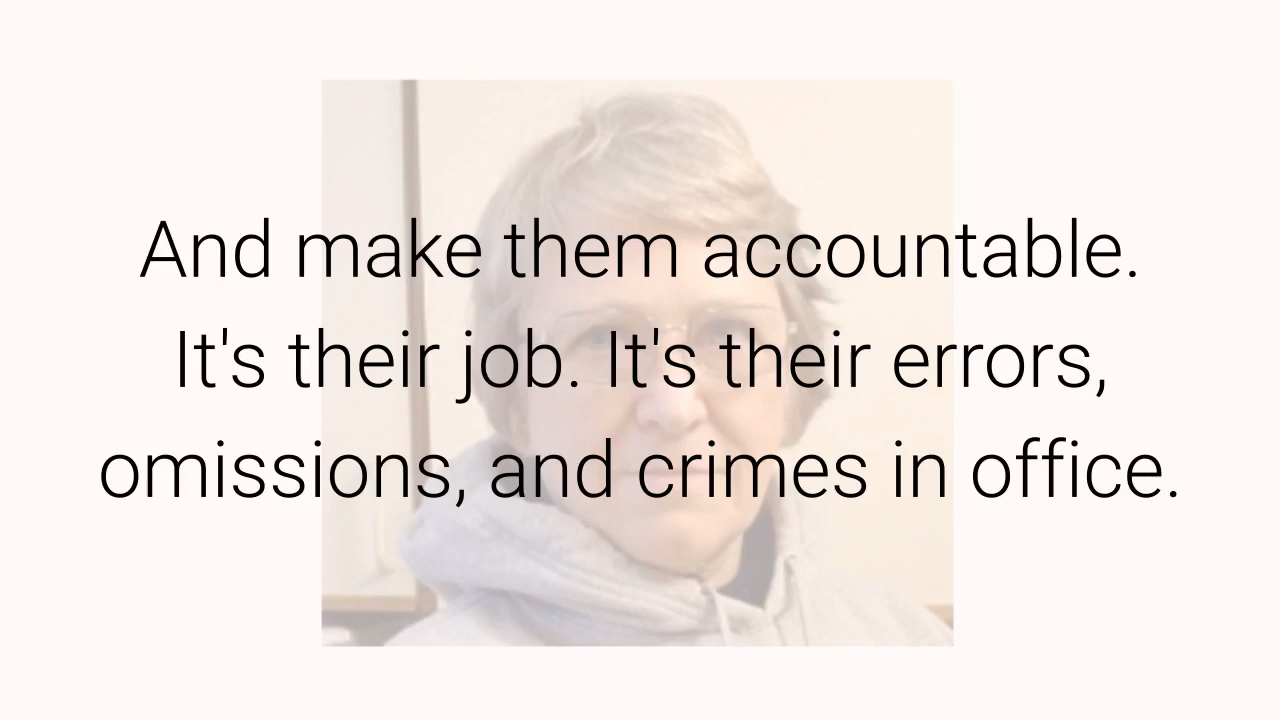 And make them accountable.
It's their job. It's their errors,
omissions, and crimes in office.